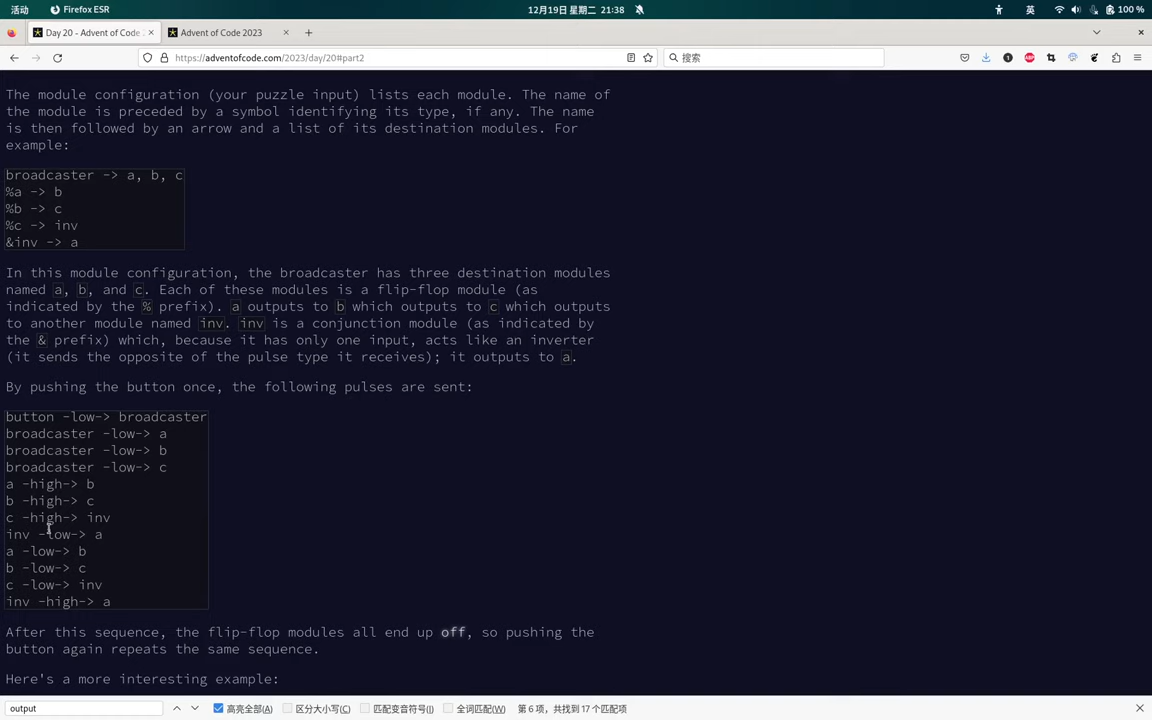 活动
Firefox ESR
12月19日 星期二 21:38
英
100 %
Day 20 - Advent of Code
Advent of Code 2023
https://adventofcode.com/2023/day/20#part2
搜索
The module configuration (your puzzle input) lists each module. The name of
the module is preceded by a symbol identifying its type, if any. The name
is then followed by an arrow and a list of its destination modules. For
example:
broadcaster -> a, b, c
%a -> b
%b -> c
%c -> inv
&inv -> a
In this module configuration, the broadcaster has three destination modules
named a, b, and c. Each of these modules is a flip-flop module (as
indicated by the % prefix). a outputs to b which outputs to c which outputs
to another module named inv. inv is a conjunction module (as indicated by
the & prefix) which, because it has only one input, acts like an inverter
(it sends the opposite of the pulse type it receives); it outputs to a.
By pushing the button once, the following pulses are sent:
button -low-> broadcaster
broadcaster -low-> a
broadcaster -low-> b
broadcaster -low-> c
a -high-> b
b -high-> c
c -high-> inv
inv -low-> a
a -low-> b
b -low-> c
c -low-> inv
inv -high-> a
After this sequence, the flip-flop modules all end up off, so pushing the
button again repeats the same sequence.
Here's a more interesting example:
output
高亮全部(A)
区分大小写(C)
匹配变音符号(I)
全词匹配(W)
第 6 项，共找到 17 个匹配项